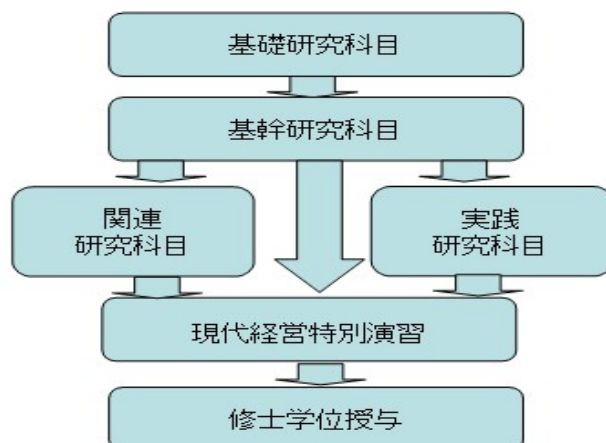 基礎研究科目
基幹研究科目
関連
研究科目
実践
研究科目
現代経営特別演習
修士学位授与